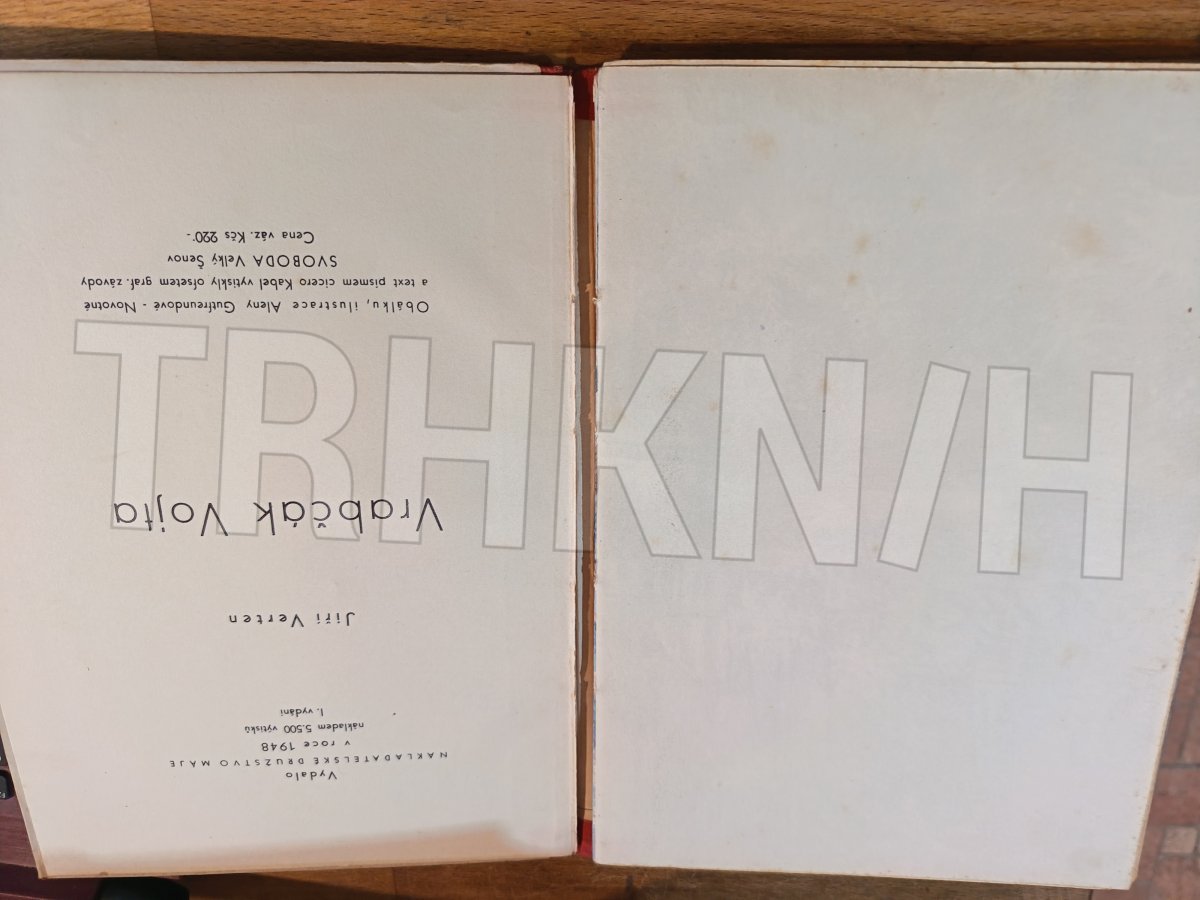 Vydalo
NAKLADATELSKÉ DRUŽSTVO MÁJE
v roce 1948
nákladem 5.500 výtisků
I. vydání
Jiří Verten
Vrabčák Vojta
Obálku, ilustrace Aleny Gutfreundové - Novotné
a text písmem cicero Kabel vytiskly ofsetem graf. závody
SVOBODA Velký Šenov
Cena váz. Kčs 220·-
TRHKN/H